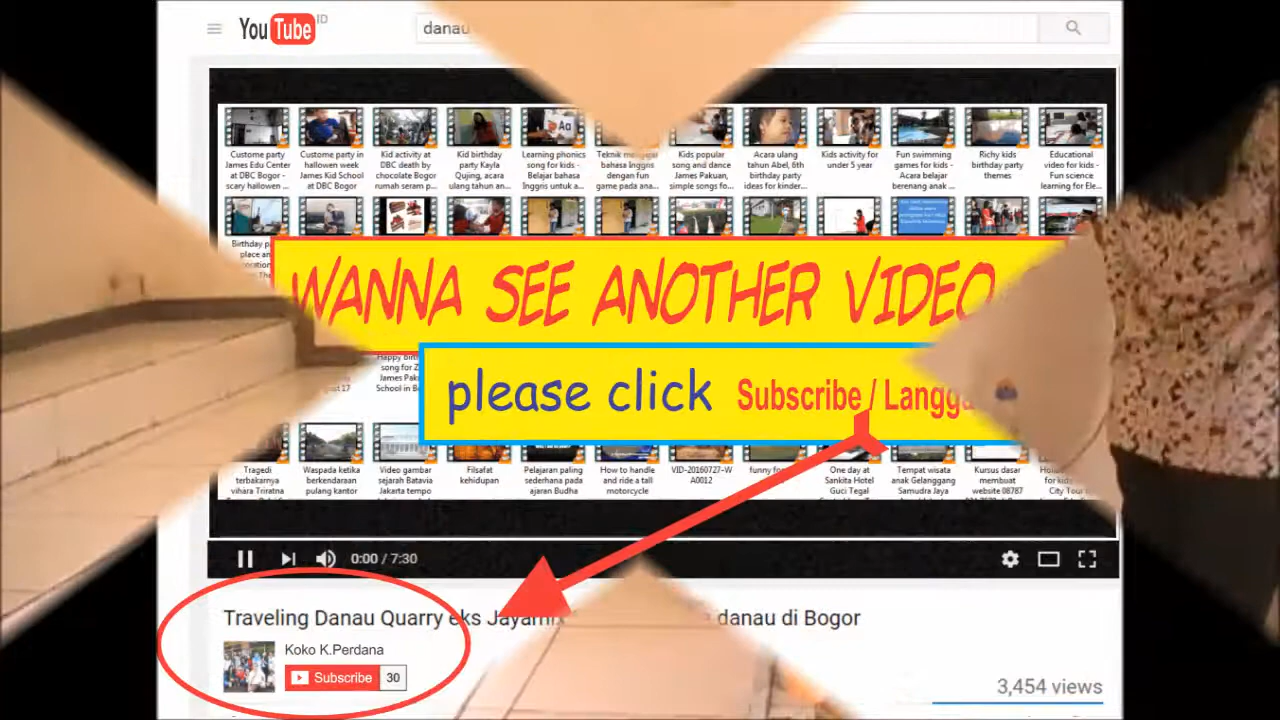 YouTube ID
danau
Custome party
James Edu Center
at DBC Bogor
- scary hallowen ...
Custome party in
hallowen week
James Kid School
at DBC Bogor
Kid activity at
DBC death by
chocolate Bogor
rumah seram p...
Kid birthday
party Kayla
Qujing, acara
ulang tahun an...
Learning phonics
song for kids -
Belajar bahasa
Inggris untuk a...
bahasa Inggris
dengan fun
game pada ana...
Kids popular
song and dance
James Pakuan,
simple songs fo...
Acara ulang
tahun Abel, 6th
birthday party
ideas for kinder...
Kids activity for
under 5 year
Fun swimming
games for kids -
Acara belajar
berenang anak ...
Richy kids
birthday party
themes
Educational
video for kids -
Fun science
learning for Ele...
Aa
WANNA SEE ANOTHER VIDEO
please click Subscribe /
Tragedi
terbakarnya
vihara Triratna
Waspada ketika
berkendaraan
pulang kantor
Video gambar
sejarah Batavia
Jakarta tempo
Filsafat
kehidupan
Pelajaran paling
sederhana pada
ajaran Budha
How to handle
and ride a tall
motorcycle
VID-20160727-W
A0012
funny
One day at
Sankita Hotel
Guci Tegal
Tempat wisata
anak Gelanggang
Samudra Jaya
Kursus dasar
membuat
website 08787
for kids
City Tour
0:00 / 7:30
Traveling Danau Quarry eks danau di Bogor
Koko K.Perdana
Subscribe 30
3,454 views